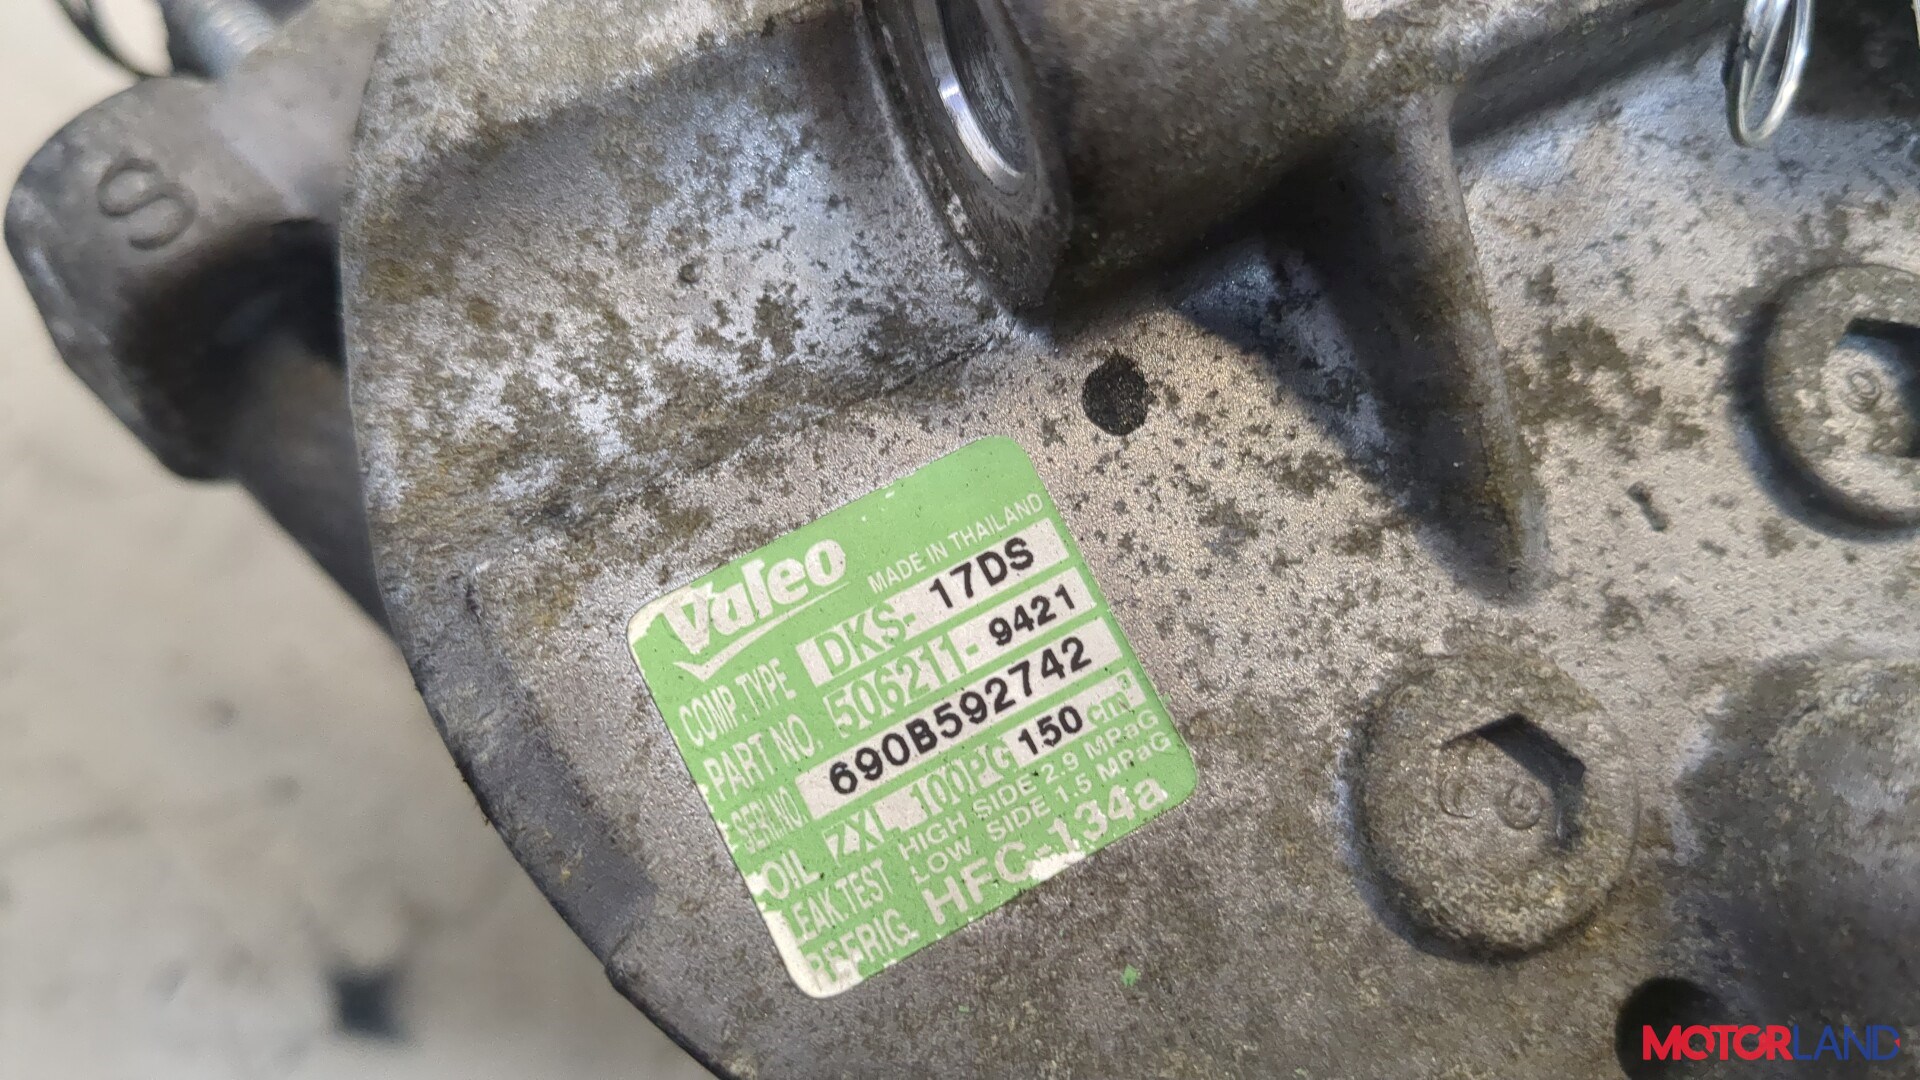 S
Valeo MADE IN THAILAND
COMP.TYPE DKS- 17DS
PART NO. 506211- 9421
SER.NO. 690B592742
OIL ZXL 100PG 150 cm³
LEAK.TEST HIGH SIDE 2.9 MPaG
LOW SIDE 1.5 MPaG
REFRIG. HFC-134a
MOTORLAND